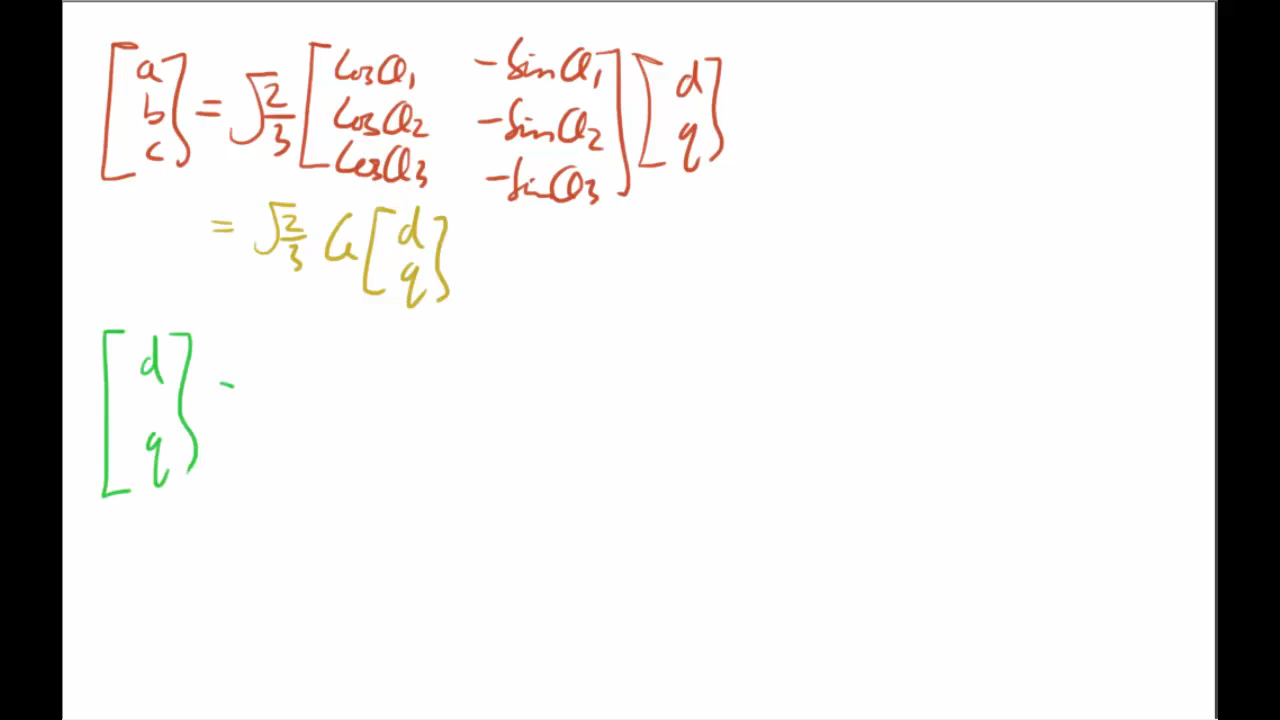 [a b c] = √2/3 [cosθ1 -sinθ1; cosθ2 -sinθ2; cosθ3 -sinθ3] [d q]
= √2/3 G [d q]
[d q] -